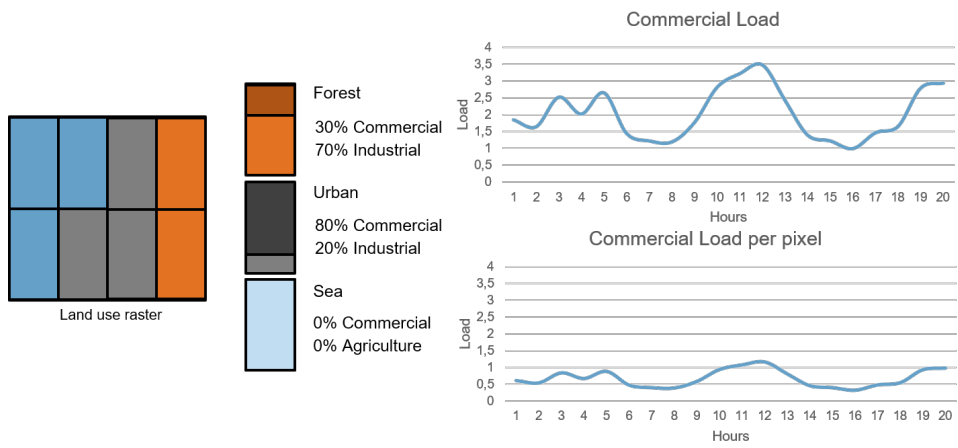 Land use raster
Forest
30% Commercial
70% Industrial
Urban
80% Commercial
20% Industrial
Sea
0% Commercial
0% Agriculture
Commercial Load
4
3,5
3
2,5
2
1,5
1
0,5
0
Load
1 2 3 4 5 6 7 8 9 10 11 12 13 14 15 16 17 18 19 20
Hours
Commercial Load per pixel
4
3,5
3
2,5
2
1,5
1
0,5
0
Load
1 2 3 4 5 6 7 8 9 10 11 12 13 14 15 16 17 18 19 20
Hours